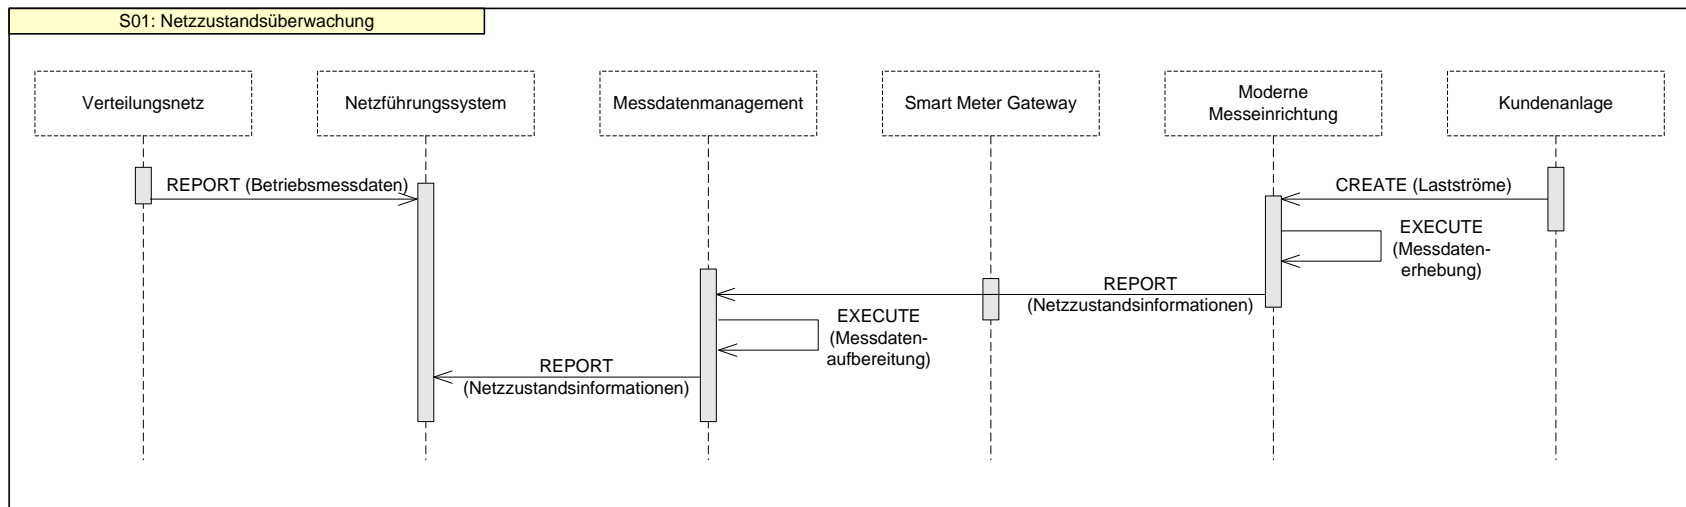 S01: Netzzustandsüberwachung
Verteilungsnetz
Netzführungssystem
Messdatenmanagement
Smart Meter Gateway
Moderne
Messeinrichtung
Kundenanlage
REPORT (Betriebsmessdaten)
CREATE (Lastströme)
EXECUTE
(Messdaten-
erhebung)
REPORT
(Netzzustandsinformationen)
EXECUTE
(Messdaten-
aufbereitung)
REPORT
(Netzzustandsinformationen)